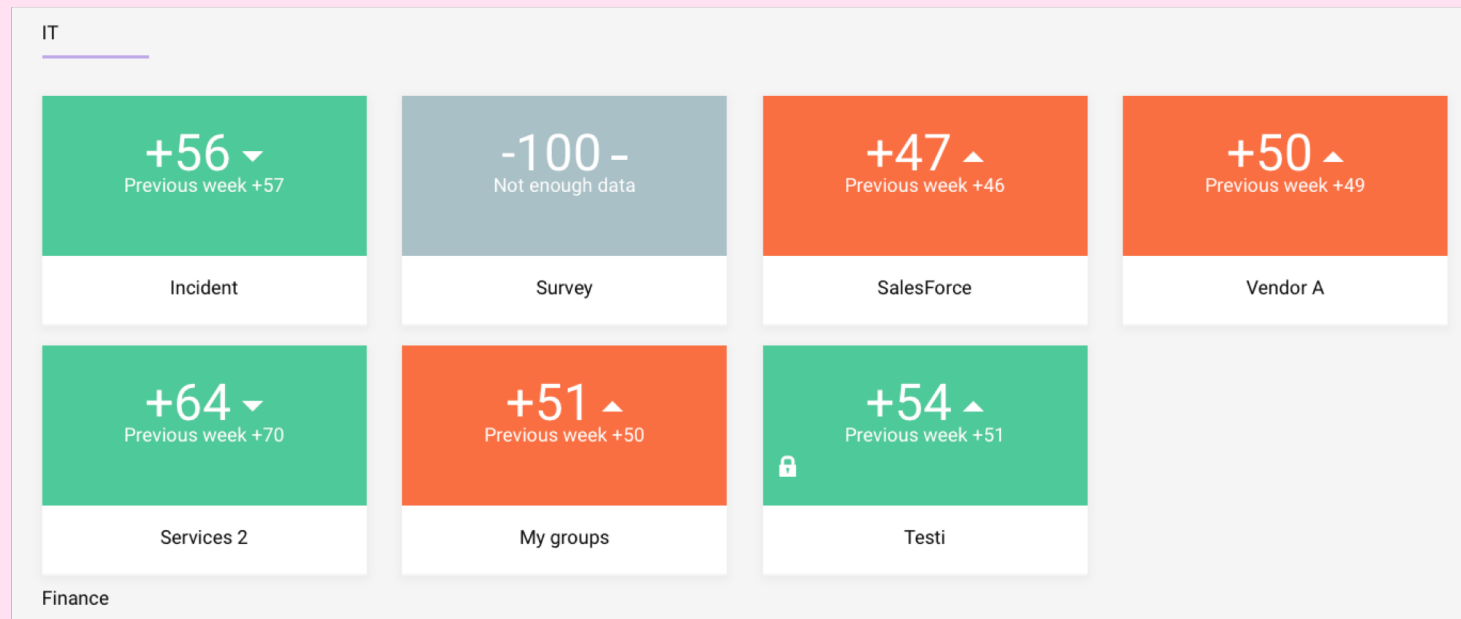 IT
+56
Previous week +57
Incident
-100 -
Not enough data
Survey
+47
Previous week +46
SalesForce
+50
Previous week +49
Vendor A
+64
Previous week +70
Services 2
+51
Previous week +50
My groups
+54
Previous week +51
Testi
Finance